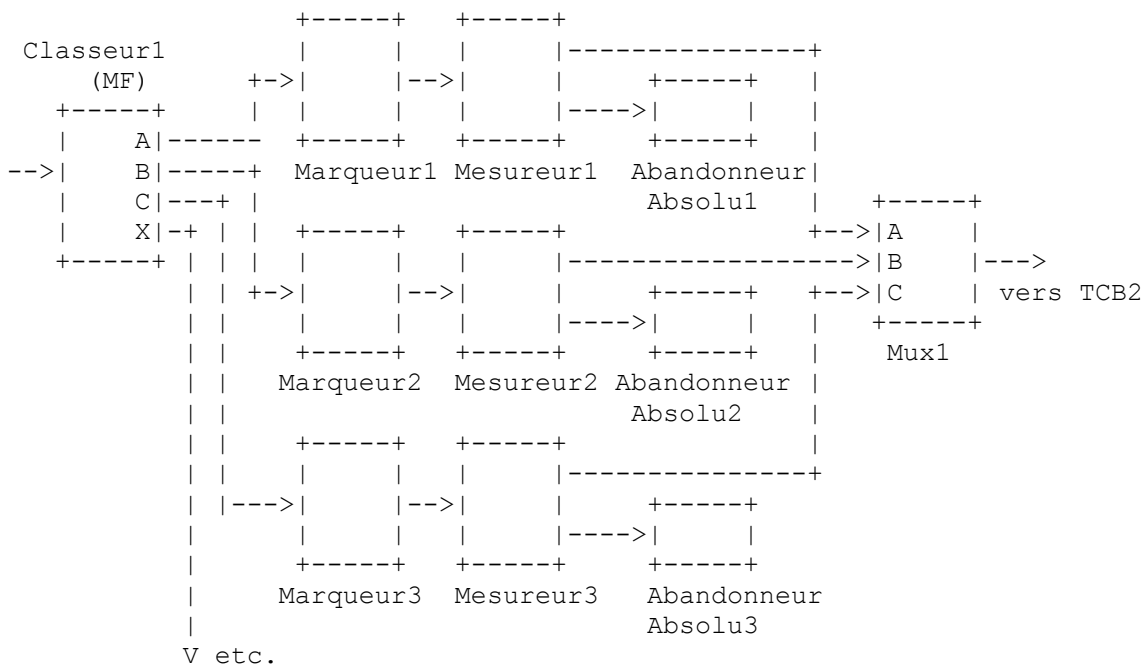 Classeur1
(MF)
A
B
Marqueur1 Mesureur1 Abandonneur
C
Absolu1
X
A
B
C vers TCB2
Mux1
Marqueur2 Mesureur2 Abandonneur
Absolu2
Marqueur3 Mesureur3 Abandonneur
Absolu3
V etc.